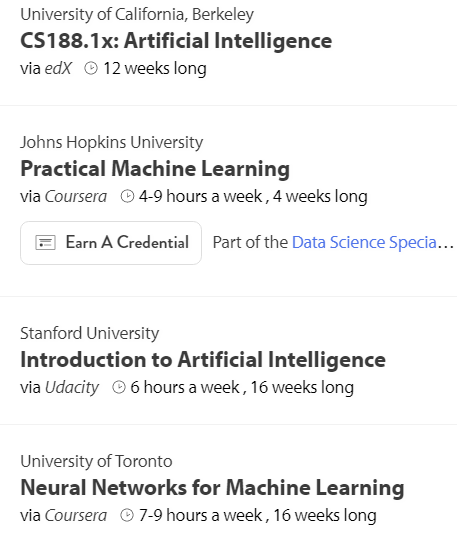 University of California, Berkeley
CS188.1x: Artificial Intelligence
via edX 12 weeks long
Johns Hopkins University
Practical Machine Learning
via Coursera 4-9 hours a week , 4 weeks long
Earn A Credential Part of the Data Science Specia...
Stanford University
Introduction to Artificial Intelligence
via Udacity 6 hours a week , 16 weeks long
University of Toronto
Neural Networks for Machine Learning
via Coursera 7-9 hours a week , 16 weeks long